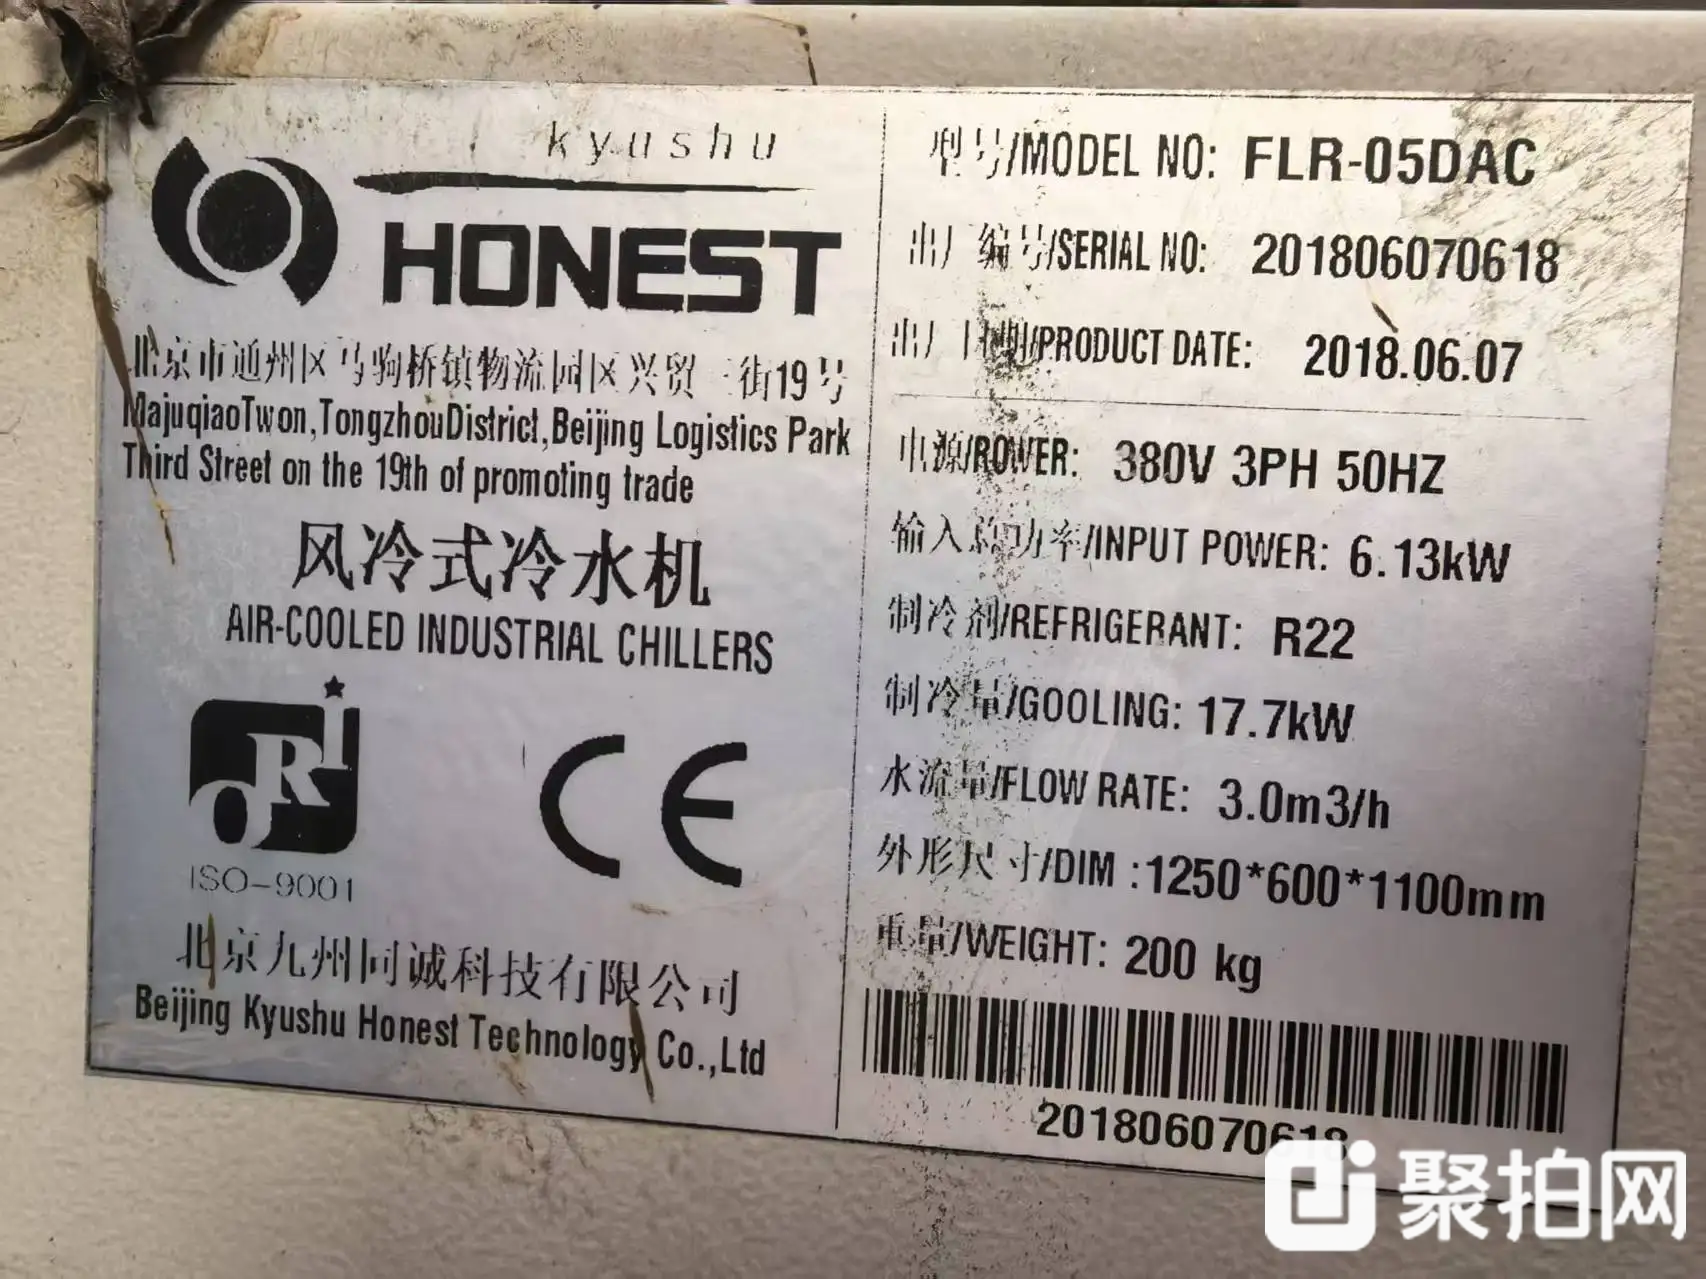 kyushu
HONEST
北京市通州区马驹桥镇物流园区兴贸三街19号
MajuqiaoTwon,TongzhouDistrict,Beijing Logistics Park
Third Street on the 19th of promoting trade
风冷式冷水机
AIR-COOLED INDUSTRIAL CHILLERS
ORI
ISO-9001
CE
北京九州同诚科技有限公司
Beijing Kyushu Honest Technology Co.,Ltd
型号/MODEL NO: FLR-05DAC
出厂编号/SERIAL NO: 201806070618
出厂日期/PRODUCT DATE: 2018.06.07
电源/ROWER: 380V 3PH 50HZ
输入总功率/INPUT POWER: 6.13kW
制冷剂/REFRIGERANT: R22
制冷量/GOOLING: 17.7kW
水流量/FLOW RATE: 3.0m3/h
外形尺寸/DIM :1250*600*1100mm
重量/WEIGHT: 200 kg
201806070618
聚拍网